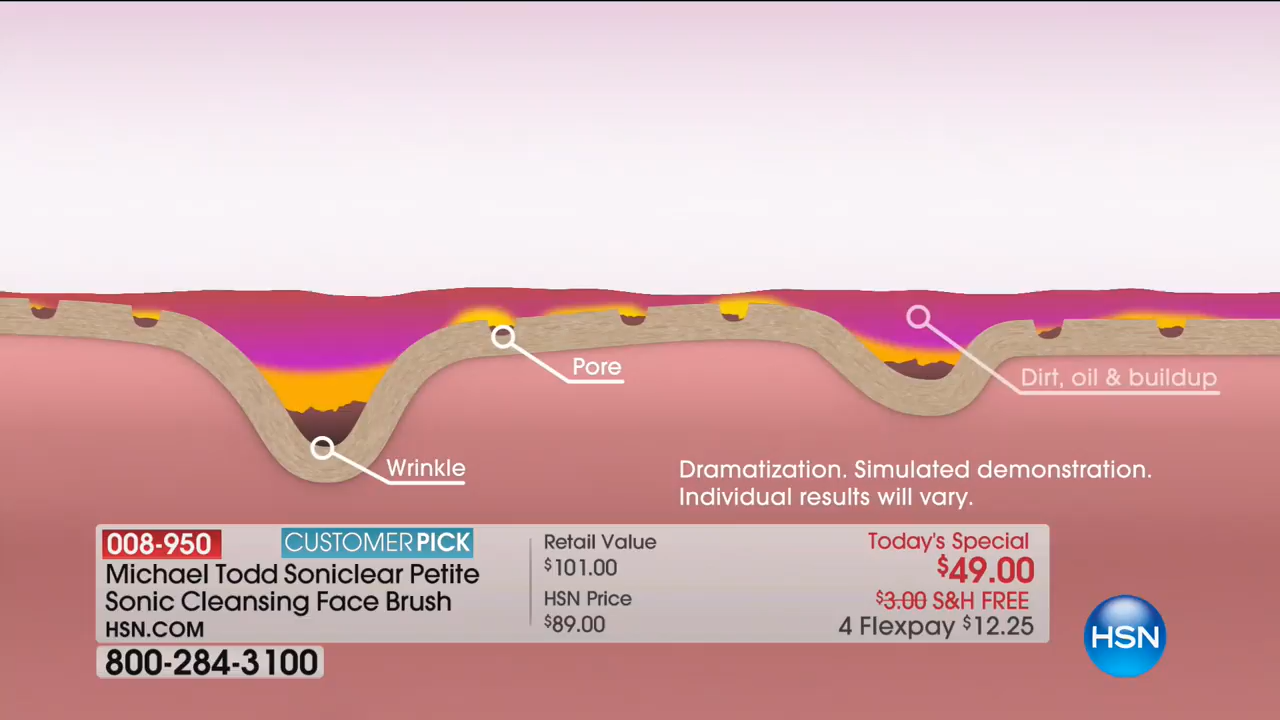 Pore
Dirt, oil & buildup
Wrinkle
Dramatization. Simulated demonstration.
Individual results will vary.
008-950
CUSTOMERPICK
Michael Todd Soniclear Petite
Sonic Cleansing Face Brush
HSN.COM
800-284-3100
Retail Value
$101.00
HSN Price
$89.00
Today's Special
$49.00
$3.00 S&H FREE
4 Flexpay $12.25
HSN